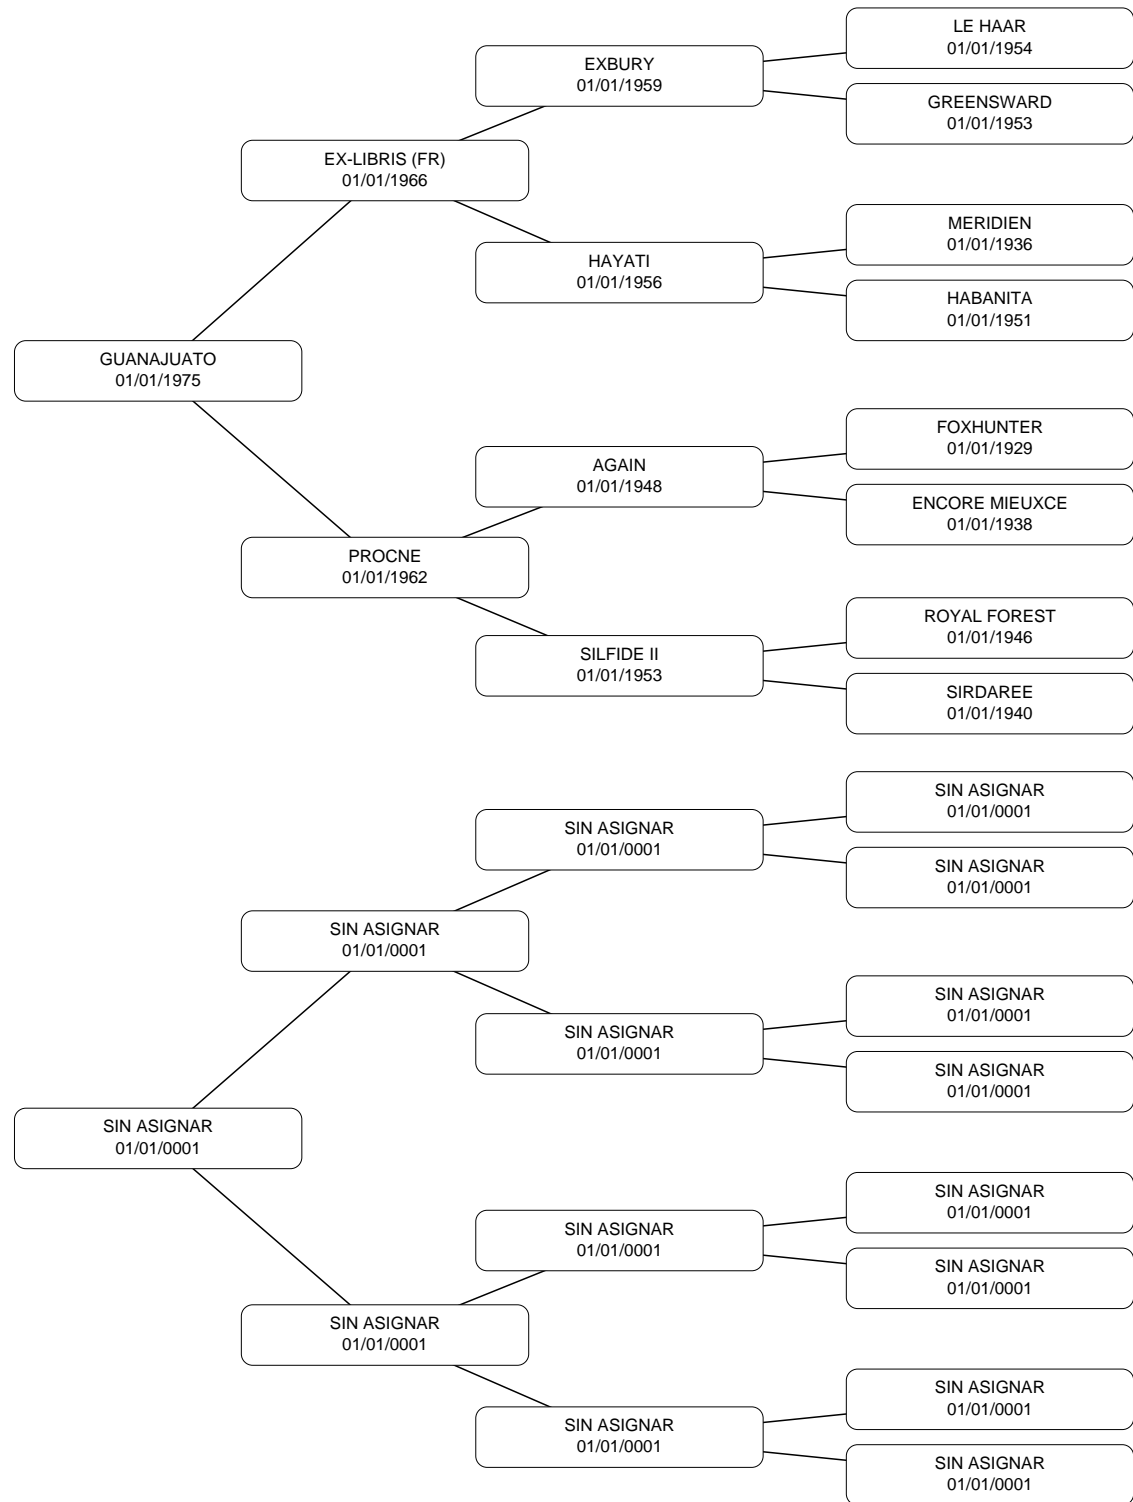 LE HAAR
01/01/1954
EXBURY
01/01/1959
GREENSWARD
01/01/1953
EX-LIBRIS (FR)
01/01/1966
MERIDIEN
01/01/1936
HAYATI
01/01/1956
HABANITA
01/01/1951
GUANAJUATO
01/01/1975
FOXHUNTER
01/01/1929
AGAIN
01/01/1948
ENCORE MIEUXCE
01/01/1938
PROCNE
01/01/1962
ROYAL FOREST
01/01/1946
SILFIDE II
01/01/1953
SIRDAREE
01/01/1940
SIN ASIGNAR
01/01/0001
SIN ASIGNAR
01/01/0001
SIN ASIGNAR
01/01/0001
SIN ASIGNAR
01/01/0001
SIN ASIGNAR
01/01/0001
SIN ASIGNAR
01/01/0001
SIN ASIGNAR
01/01/0001
SIN ASIGNAR
01/01/0001
SIN ASIGNAR
01/01/0001
SIN ASIGNAR
01/01/0001
SIN ASIGNAR
01/01/0001
SIN ASIGNAR
01/01/0001
SIN ASIGNAR
01/01/0001
SIN ASIGNAR
01/01/0001
SIN ASIGNAR
01/01/0001